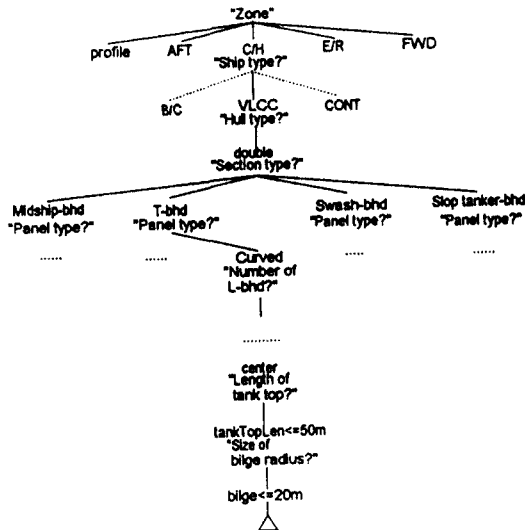 "Zone"
profile AFT C/H E/R FWD
"Ship type?"
B/C VLCC CONT
"Hull type?"
double
"Section type?"
Midship-bhd T-bhd Swash-bhd Slop tanker-bhd
"Panel type?" "Panel type?" "Panel type?" "Panel type?"
Curved
"Number of
L-bhd?"
center
"Length of
tank top?"
tankTopLen<=50m
"Size of
bilge radius?"
bilge<=20m